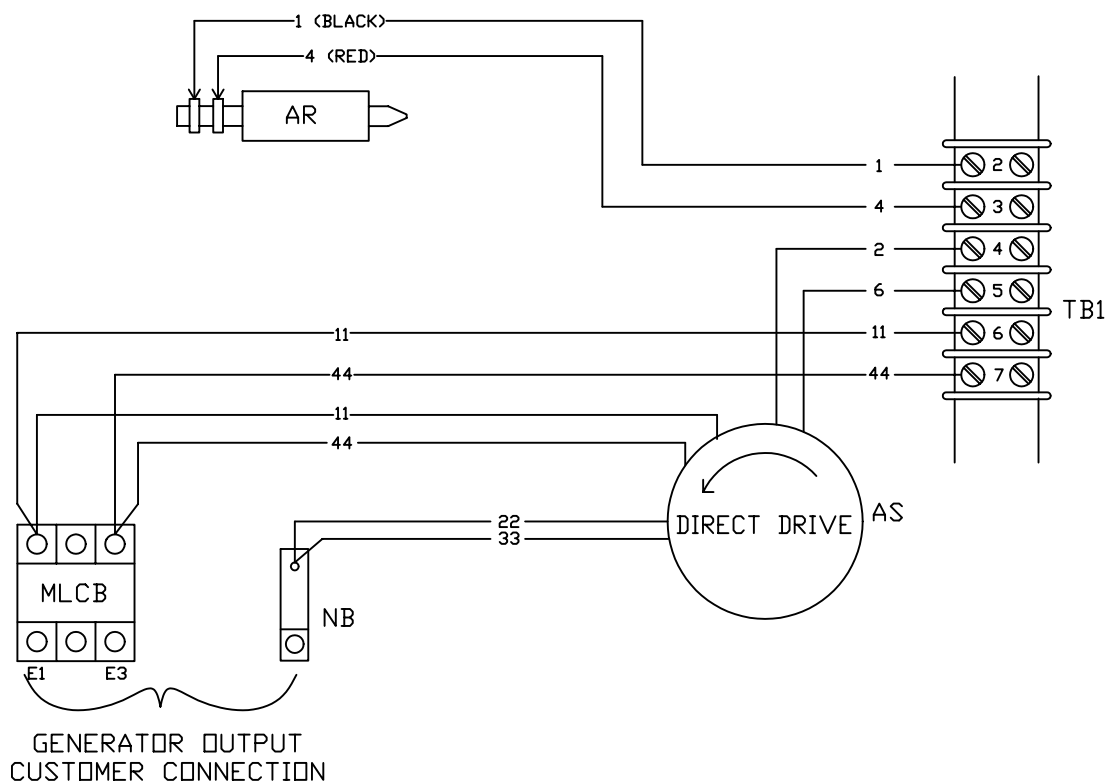 1 (BLACK)
4 (RED)
AR
1 2
4 3
2 4
6 5
TB1
11 11 6
44 44 7
11
44
AS
22
DIRECT DRIVE
33
MLCB
NB
E1 E3
GENERATOR OUTPUT
CUSTOMER CONNECTION